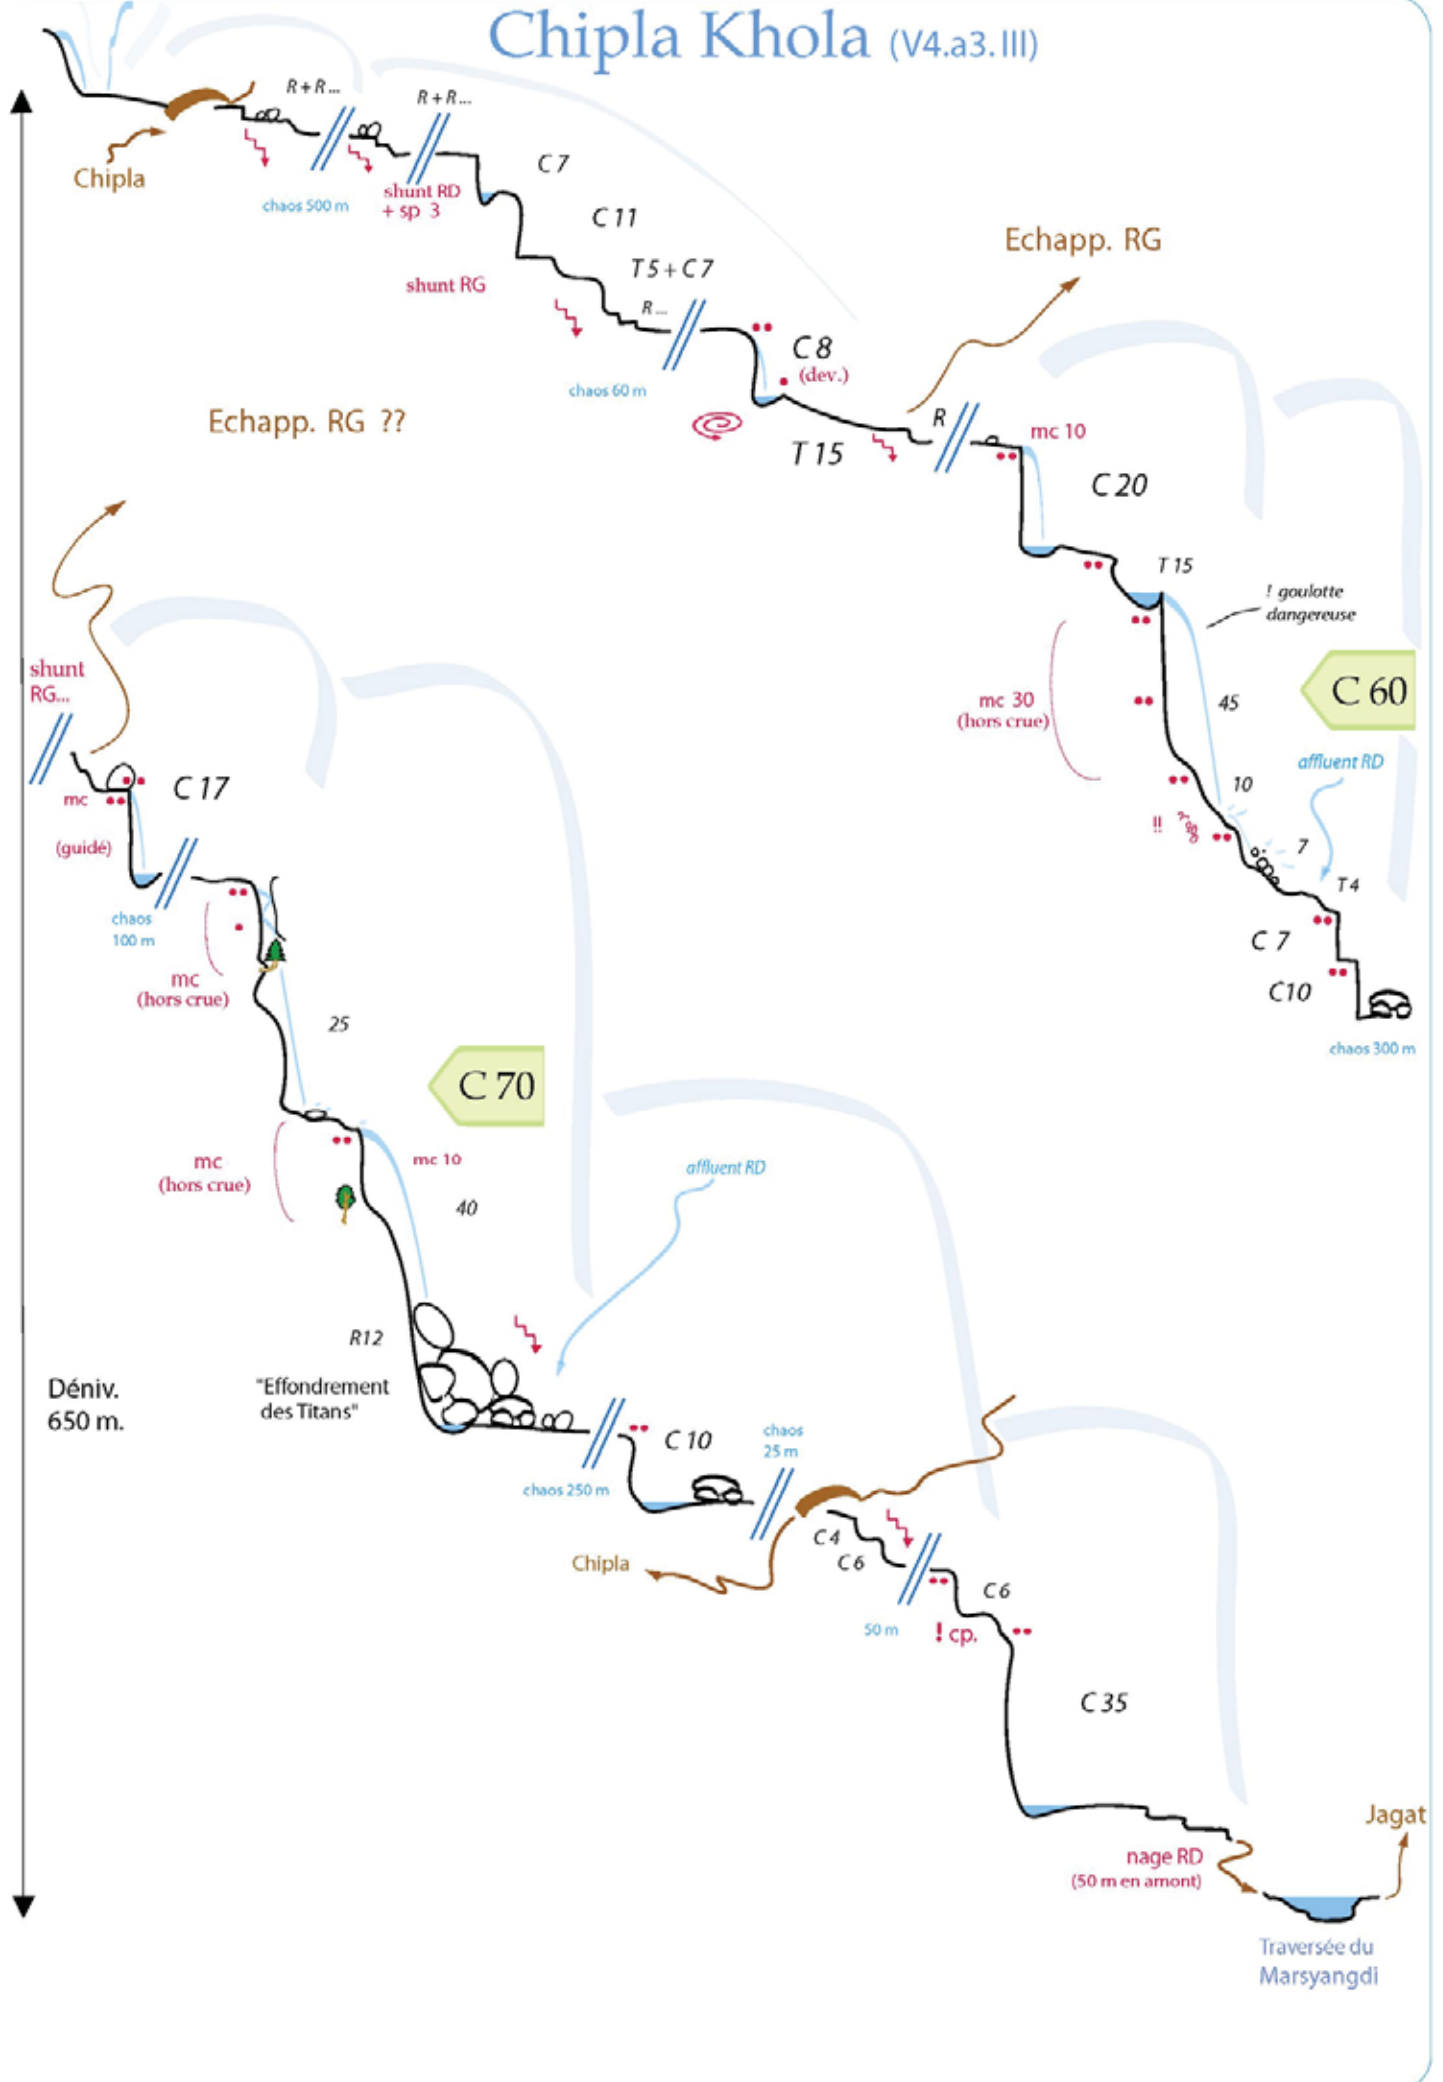 Chipla Khola (V4.a3.III)
R + R ...
R + R ...
Chipla
chaos 500 m
shunt RD
+ sp 3
C 7
C 11
shunt RG
T 5 + C 7
R ...
chaos 60 m
C 8
(dev.)
T 15
Echapp. RG
R
mc 10
C 20
T 15
! goulotte
dangereuse
mc 30
(hors crue)
45
C 60
affluent RD
10
!!
7
T 4
C 7
C10
chaos 300 m
Echapp. RG ??
shunt
RG...
mc
(guidé)
C 17
chaos
100 m
mc
(hors crue)
25
C 70
mc
(hors crue)
mc 10
40
affluent RD
R12
"Effondrement
des Titans"
Déniv.
650 m.
chaos 250 m
C 10
chaos
25 m
Chipla
C 4
C 6
50 m
C 6
! cp.
C 35
nage RD
(50 m en amont)
Jagat
Traversée du
Marsyangdi